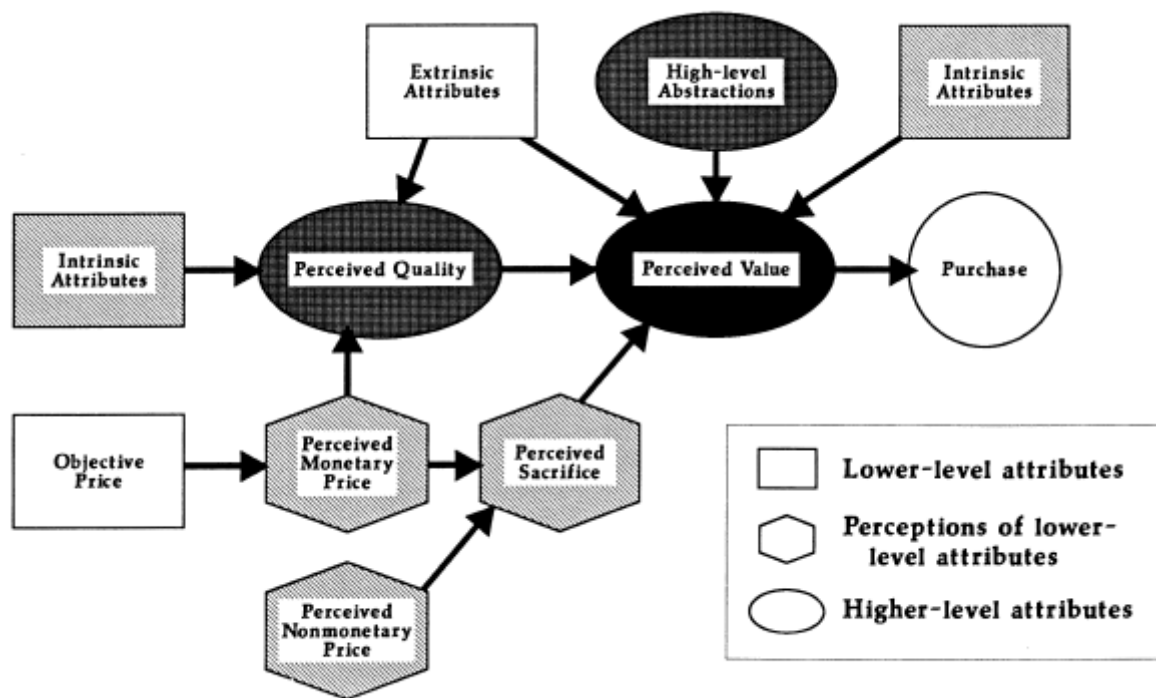 Extrinsic
Attributes
High-level
Abstractions
Intrinsic
Attributes
Intrinsic
Attributes
Perceived Quality
Perceived Value
Purchase
Objective
Price
Perceived
Monetary
Price
Perceived
Sacrifice
Perceived
Nonmonetary
Price
Lower-level attributes
Perceptions of lower-
level attributes
Higher-level attributes